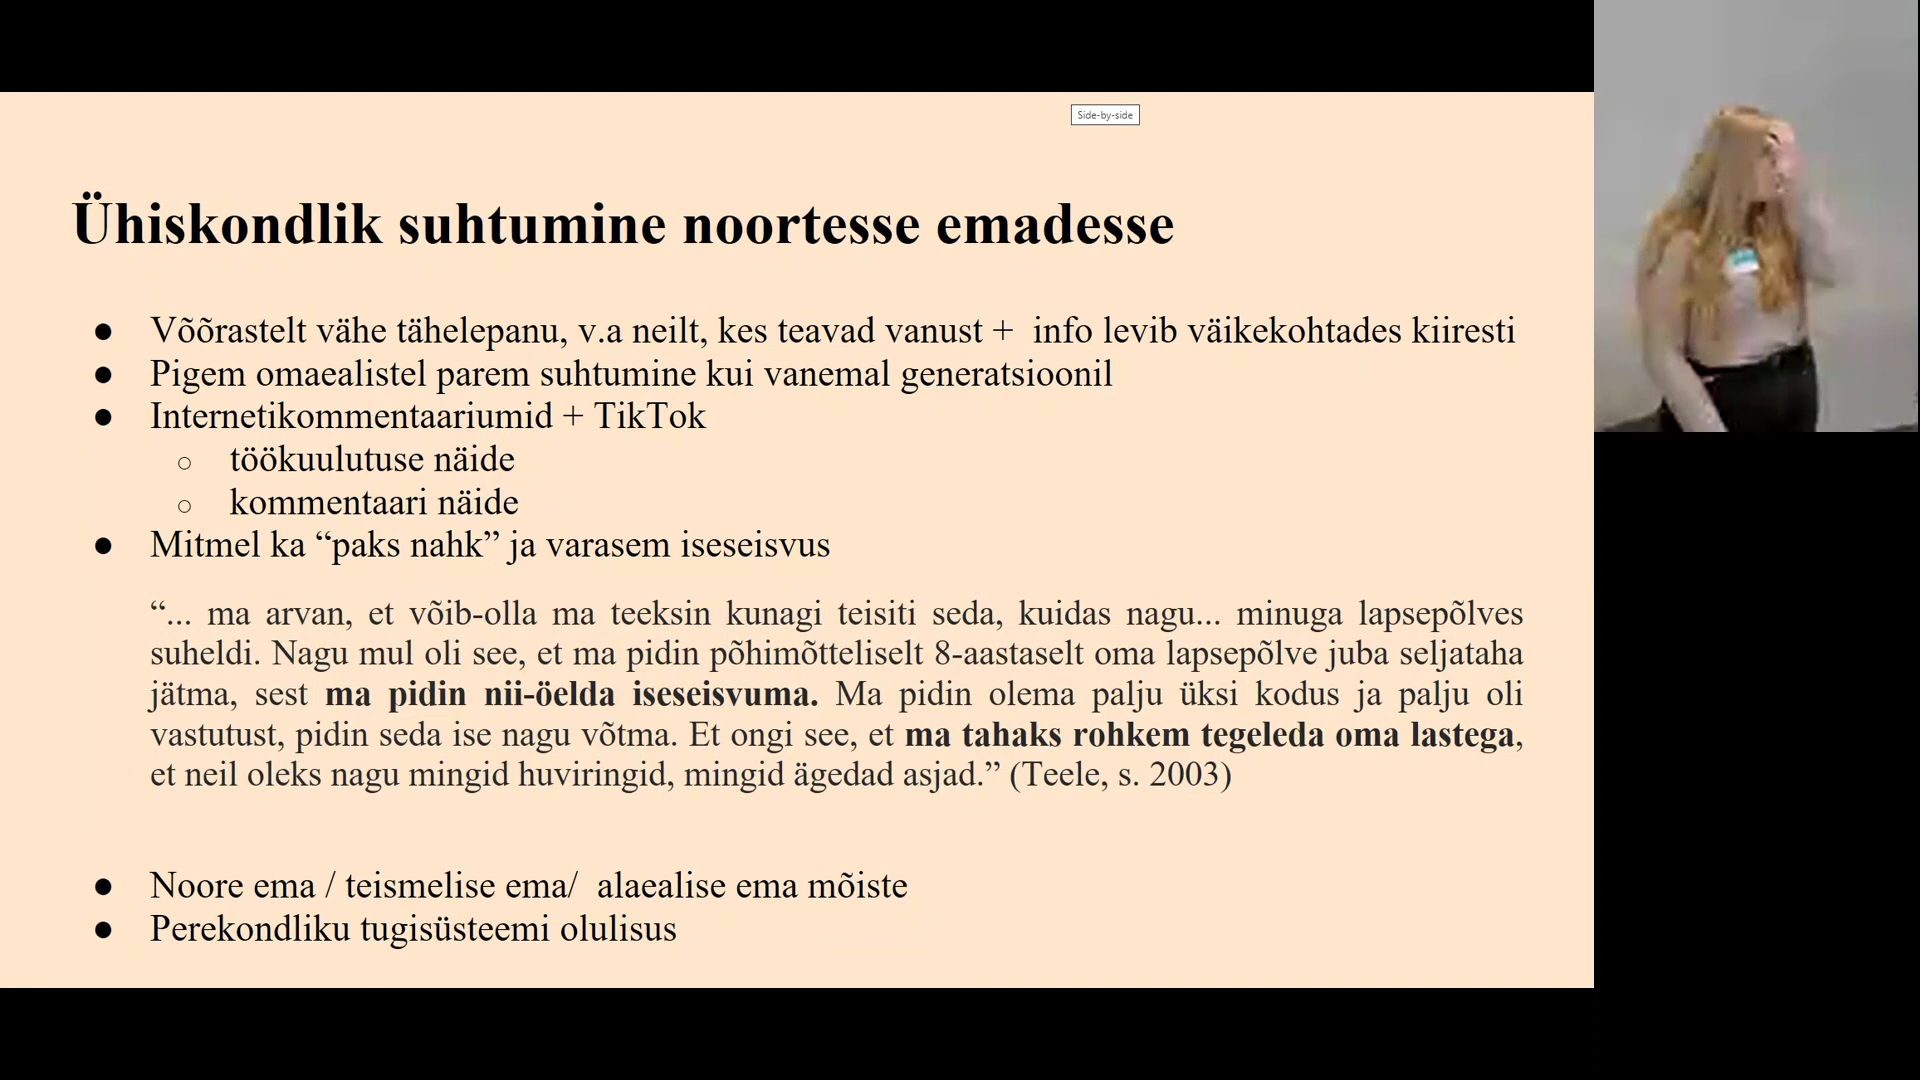 Side-by-side
Ühiskondlik suhtumine noortesse emadesse
● Võõrastelt vähe tähelepanu, v.a neilt, kes teavad vanust + info levib väikekohtades kiiresti
● Pigem omaealistel parem suhtumine kui vanemal generatsioonil
● Internetikommentaariumid + TikTok
○ töökuulutuse näide
○ kommentaari näide
● Mitmel ka “paks nahk” ja varasem iseseisvus
“... ma arvan, et võib-olla ma teeksin kunagi teisiti seda, kuidas nagu... minuga lapsepõlves
suheldi. Nagu mul oli see, et ma pidin põhimõtteliselt 8-aastaselt oma lapsepõlve juba seljataha
jätma, sest ma pidin nii-öelda iseseisvuma. Ma pidin olema palju üksi kodus ja palju oli
vastutust, pidin seda ise nagu võtma. Et ongi see, et ma tahaks rohkem tegeleda oma lastega,
et neil oleks nagu mingid huviringid, mingid ägedad asjad.” (Teele, s. 2003)
● Noore ema / teismelise ema/ alaealise ema mõiste
● Perekondliku tugisüsteemi olulisus